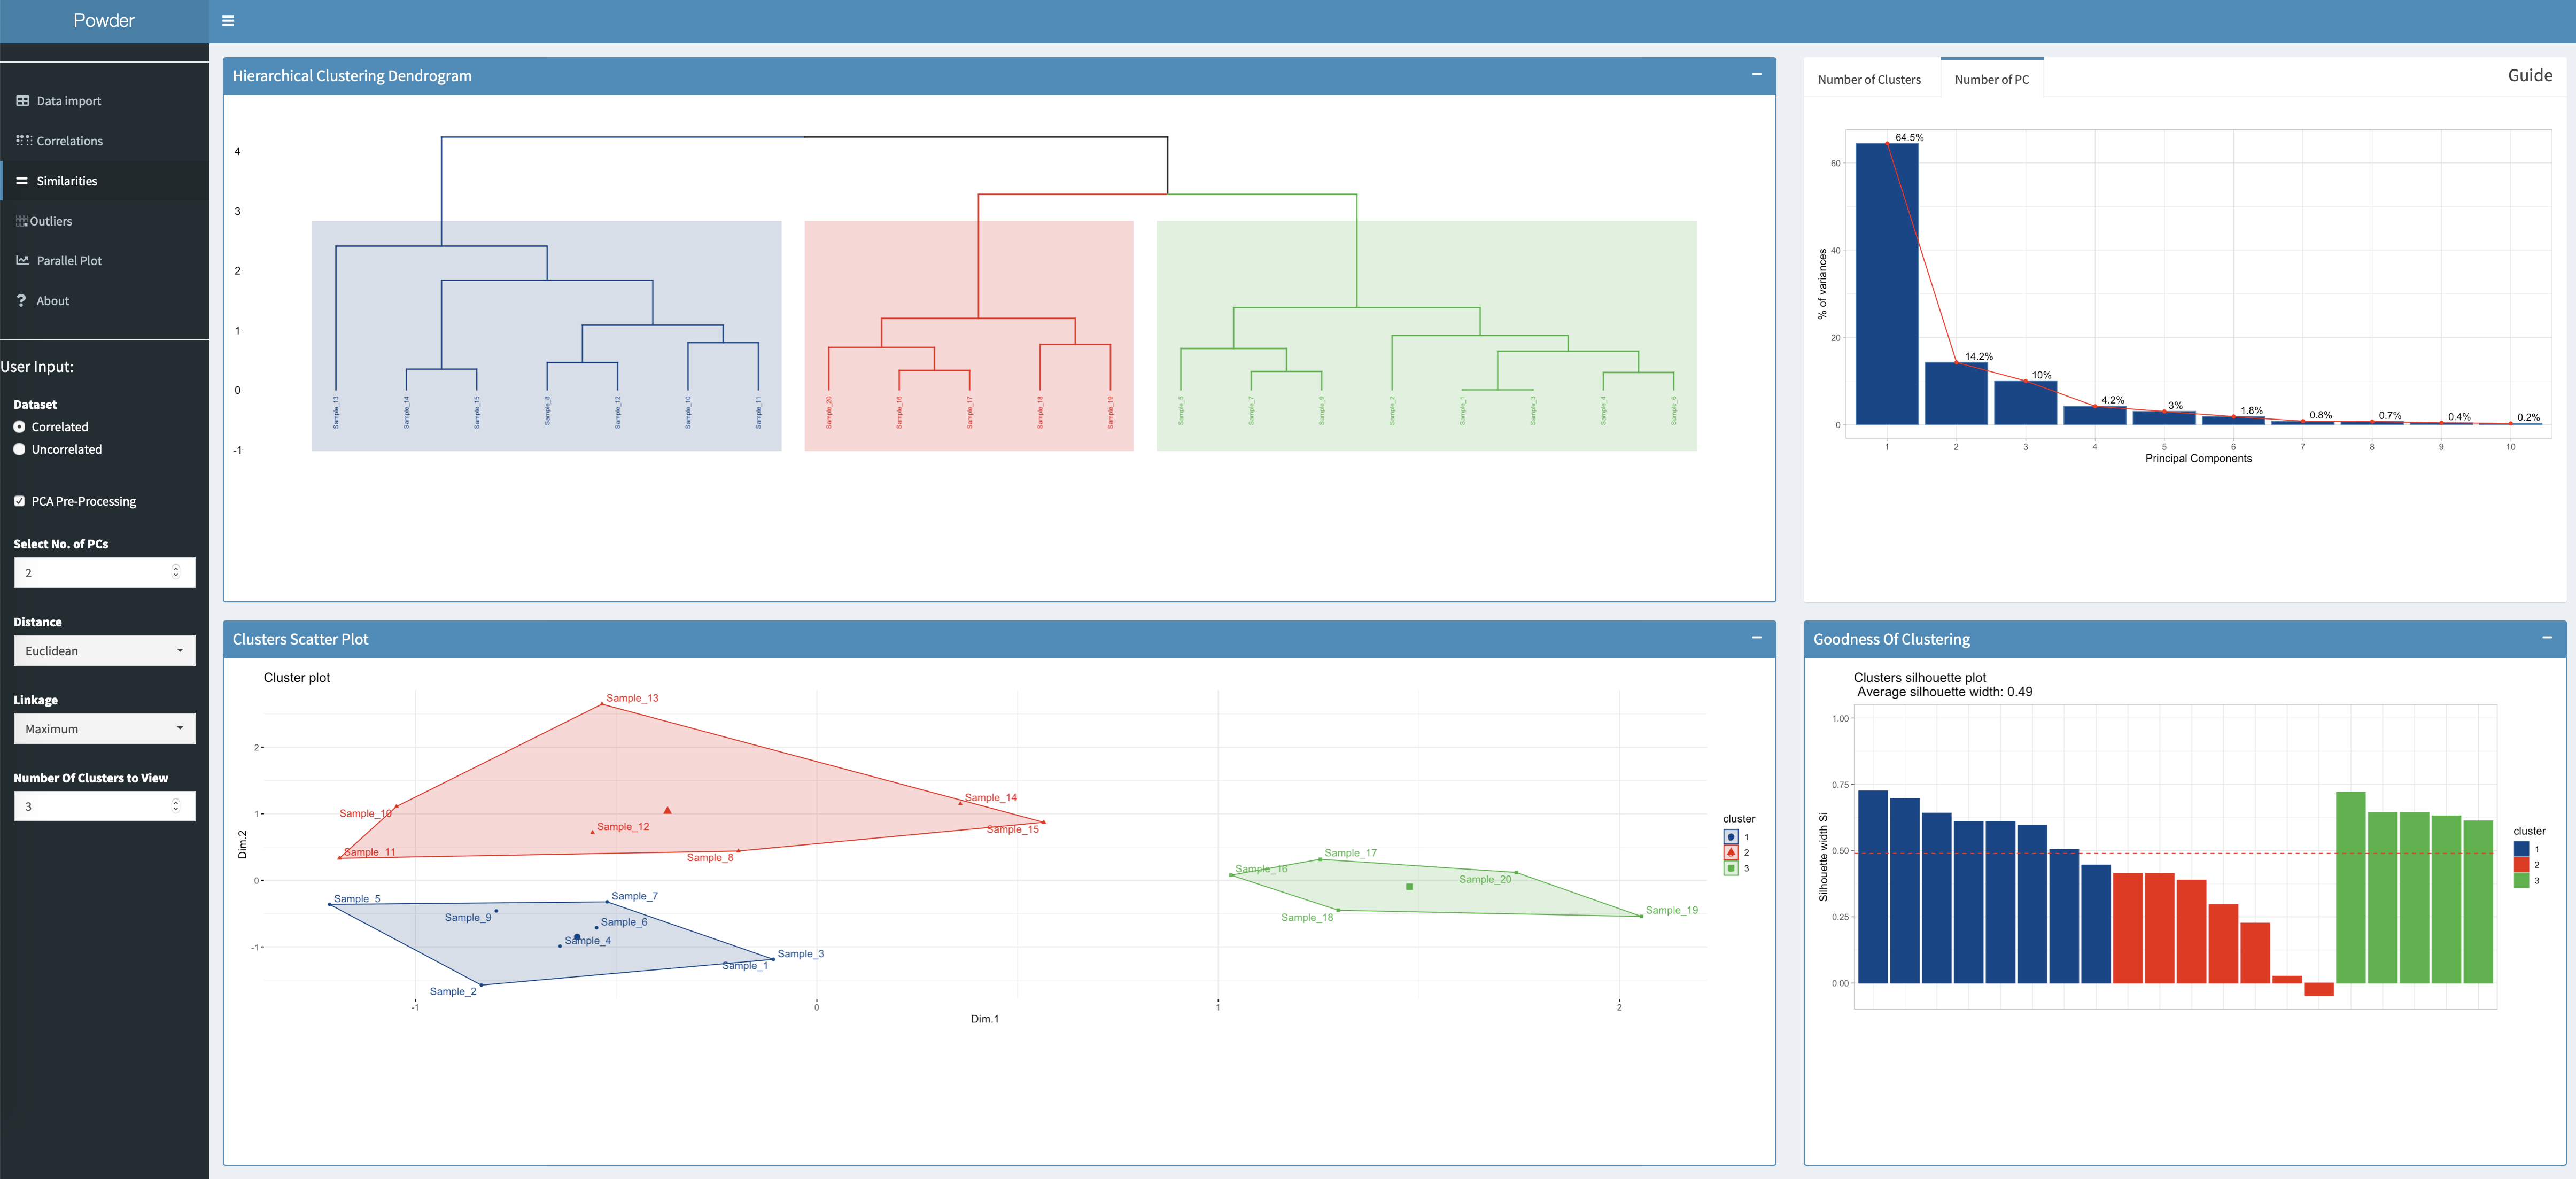 Powder
Data import
Correlations
Similarities
Outliers
Parallel Plot
? About
User Input:
Dataset
Correlated
Uncorrelated
PCA Pre-Processing
Select No. of PCs
2
Distance
Euclidean
Linkage
Maximum
Number Of Clusters to View
3
Hierarchical Clustering Dendrogram
4
3
2
1
0
-1
Sample_13
Sample_14
Sample_15
Sample_8
Sample_12
Sample_10
Sample_11
Sample_20
Sample_16
Sample_17
Sample_18
Sample_19
Sample_5
Sample_7
Sample_9
Sample_2
Sample_1
Sample_3
Sample_4
Sample_6
Number of Clusters
Number of PC
Guide
% of variances
60
40
20
0
64.5%
14.2%
10%
4.2%
3%
1.8%
0.8%
0.7%
0.4%
0.2%
1 2 3 4 5 6 7 8 9 10
Principal Components
Clusters Scatter Plot
Cluster plot
Dim.2
2
1
0
-1
Sample_13
Sample_10
Sample_14
Sample_12
Sample_15
Sample_11
Sample_8
Sample_17
Sample_16
Sample_20
Sample_18
Sample_19
Sample_5
Sample_7
Sample_9
Sample_6
Sample_4
Sample_3
Sample_1
Sample_2
-1 0 1 2
Dim.1
cluster
1
2
3
Goodness Of Clustering
Clusters silhouette plot
Average silhouette width: 0.49
Silhouette width Si
1.00
0.75
0.50
0.25
0.00
cluster
1
2
3